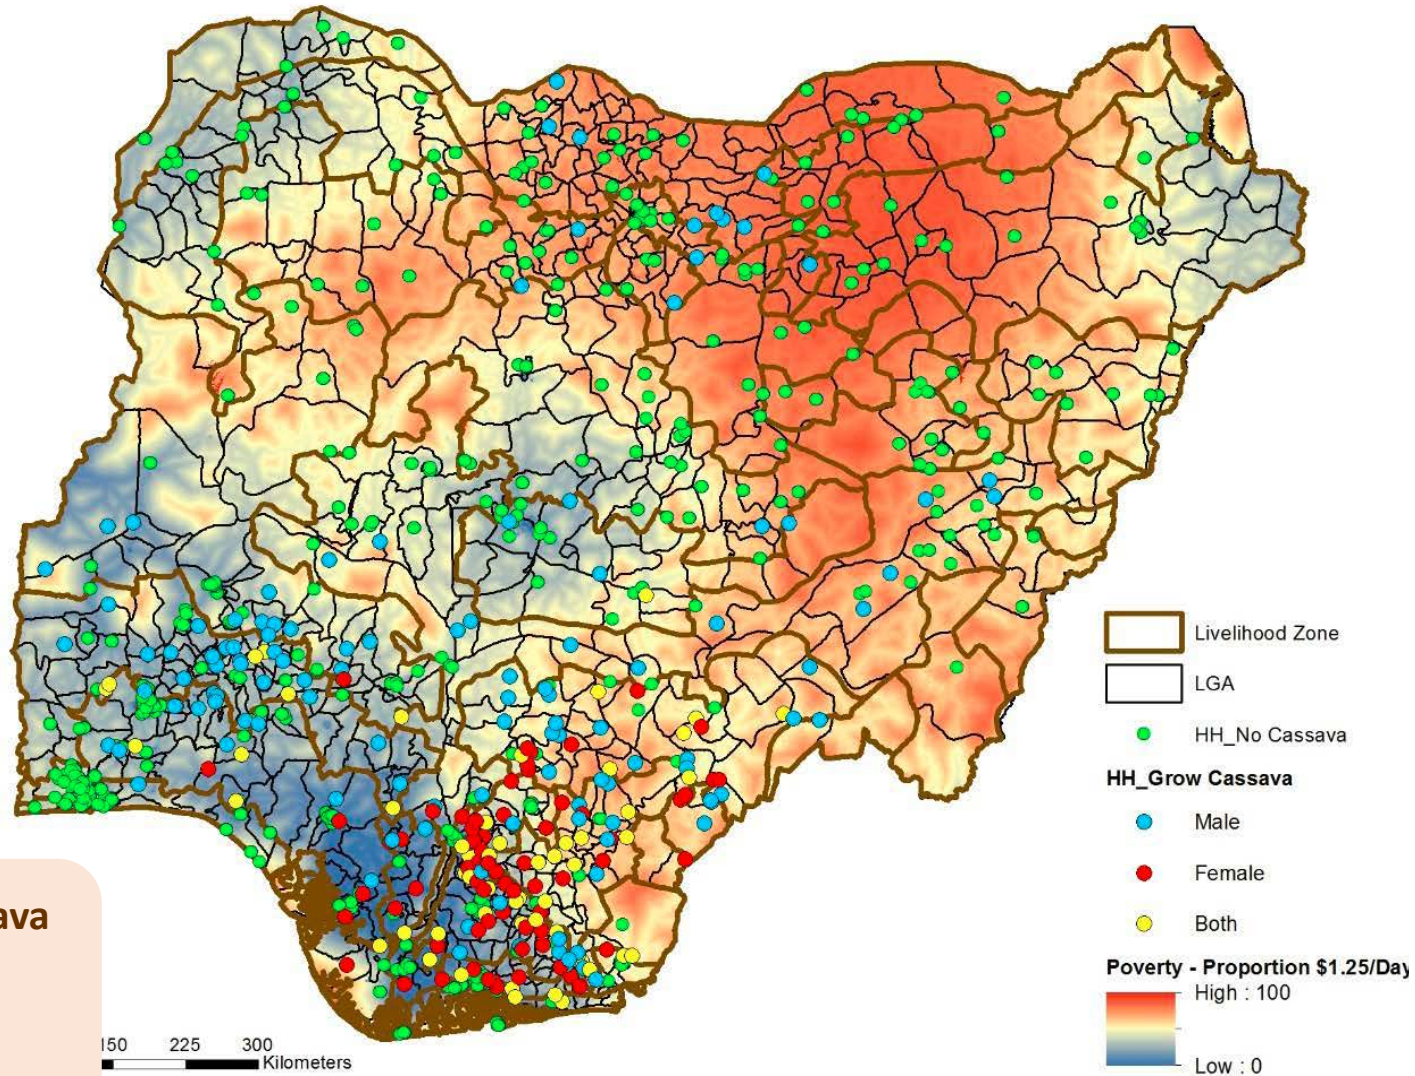 Livelihood Zone
LGA
HH_No Cassava
HH_Grow Cassava
Male
Female
Both
Poverty - Proportion $1.25/Day
High : 100
Low : 0
ava
150 225 300
Kilometers